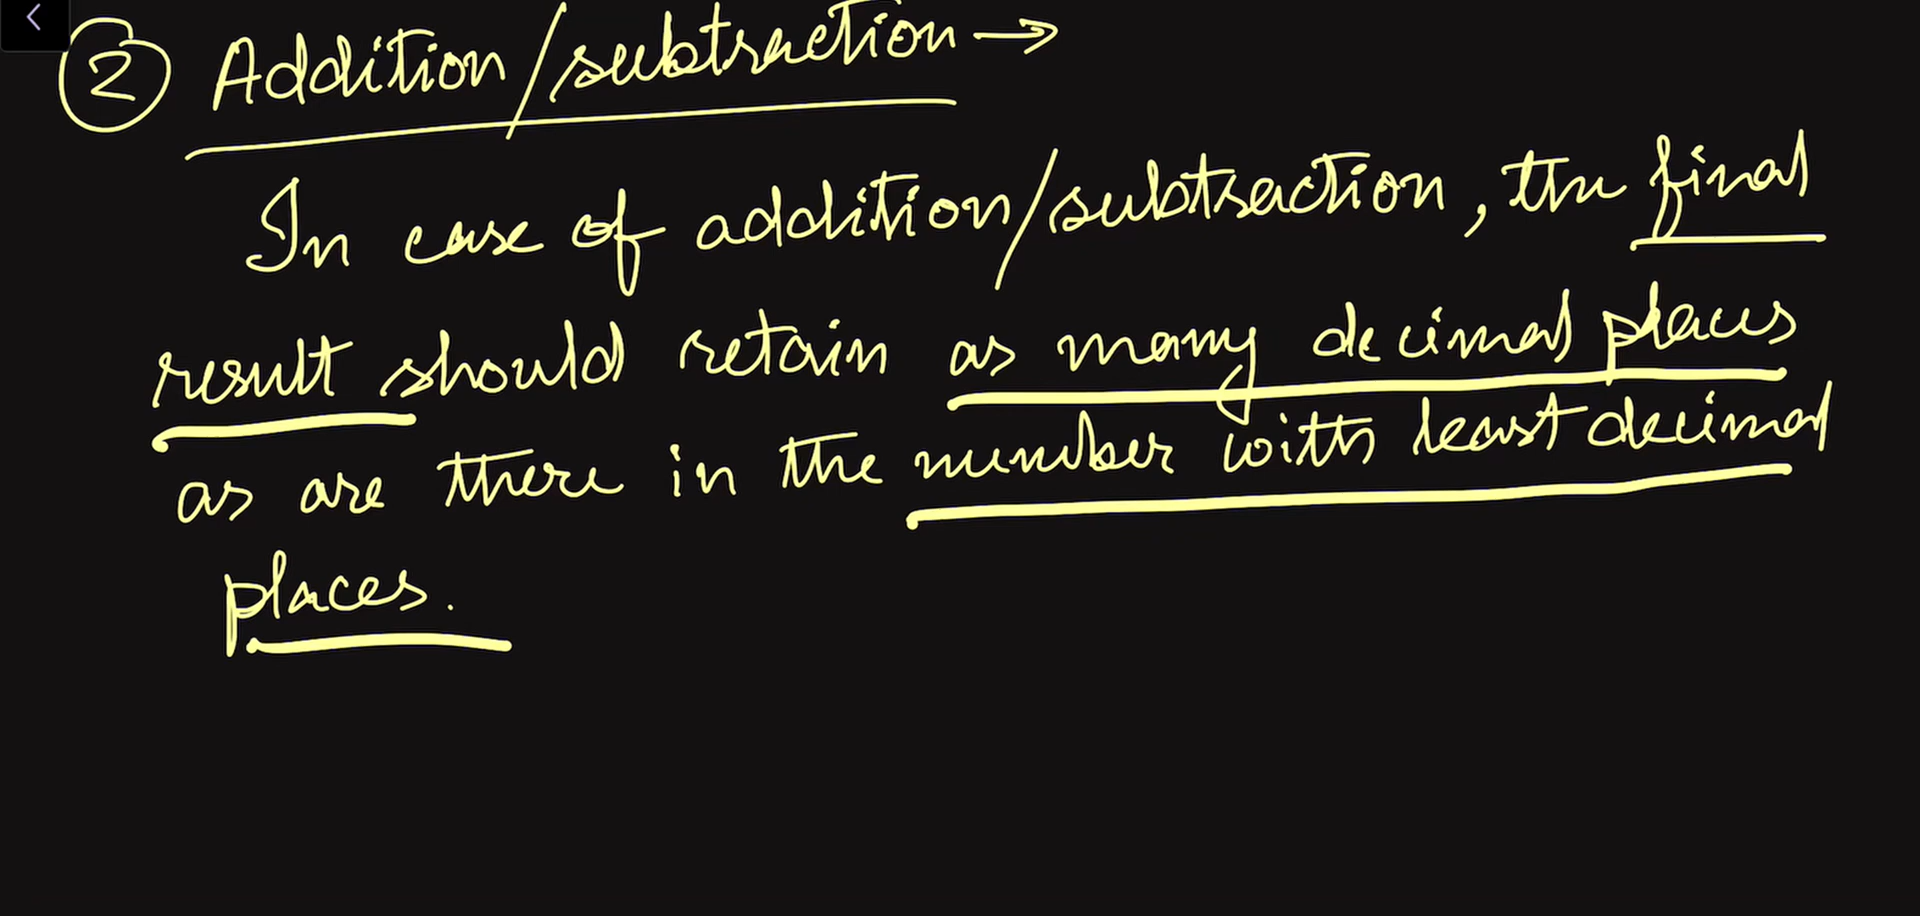 ② Addition/subtraction →
In case of addition/subtraction, the final
result should retain as many decimal places
as are there in the number with least decimal
places.